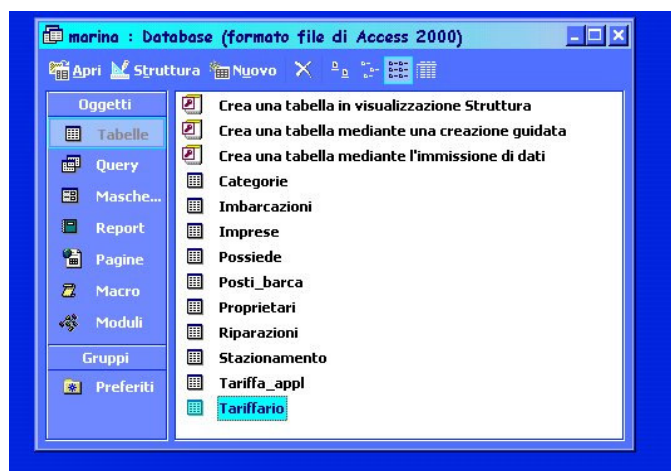 marina : Database (formato file di Access 2000)
Apri Struttura Nuovo
Oggetti
Tabelle
Query
Masche...
Report
Pagine
Macro
Moduli
Gruppi
Preferiti
Crea una tabella in visualizzazione Struttura
Crea una tabella mediante una creazione guidata
Crea una tabella mediante l'immissione di dati
Categorie
Imbarcazioni
Imprese
Possiede
Posti_barca
Proprietari
Riparazioni
Stazionamento
Tariffa_appl
Tariffario